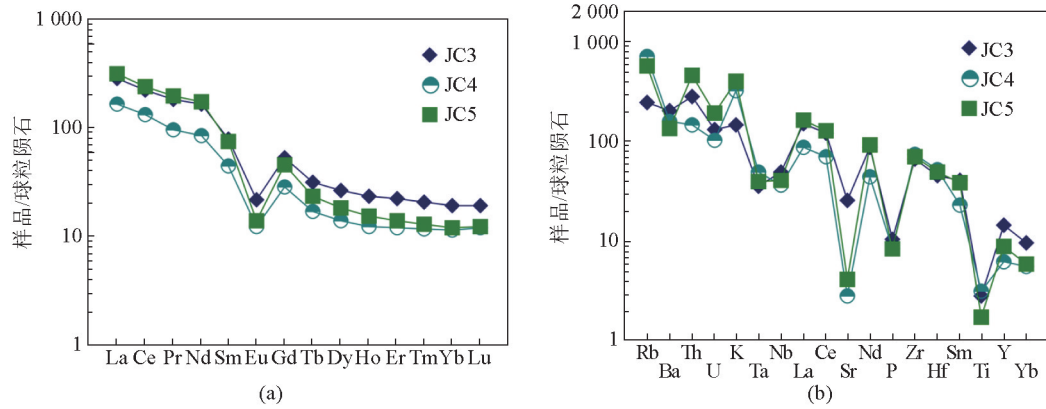 样品/球粒陨石
1 000
100
10
1
JC3
JC4
JC5
La Ce Pr Nd Sm Eu Gd Tb Dy Ho Er Tm Yb Lu
(a)
样品/球粒陨石
2 000
1 000
100
10
1
JC3
JC4
JC5
Rb Th K Nb Ce Nd Zr Sm Y
Ba U Ta La Sr P Hf Ti Yb
(b)